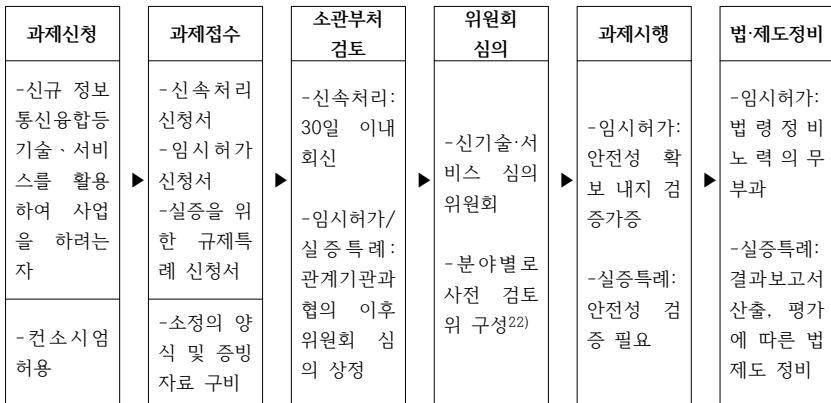 과제신청
-신규 정보
통신융합등
기술ㆍ서비
스를 활용
하여 사업
을 하려는
자
-컨소시엄
허용
▶
과제접수
-신속처리
신청서
-임시허가
신청서
-실증을 위
한 규제특
례 신청서
-소정의 양
식 및 증빙
자료 구비
▶
소관부처
검토
-신속처리:
30일 이내
회신
-임시허가/
실증특례:
관계기관과
협의 이후
위원회 심
의 상정
▶
위원회
심의
-신기술·서
비스 심의
위원회
-분야별로
사전 검토
위 구성22)
▶
과제시행
-임시허가:
안전성 확
보 내지 검
증가증
-실증특례:
안전성 검
증 필요
▶
법·제도정비
-임시허가:
법령정비
노력의무
부과
-실증특례:
결과보고서
산출, 평가
에 따른 법
제도 정비